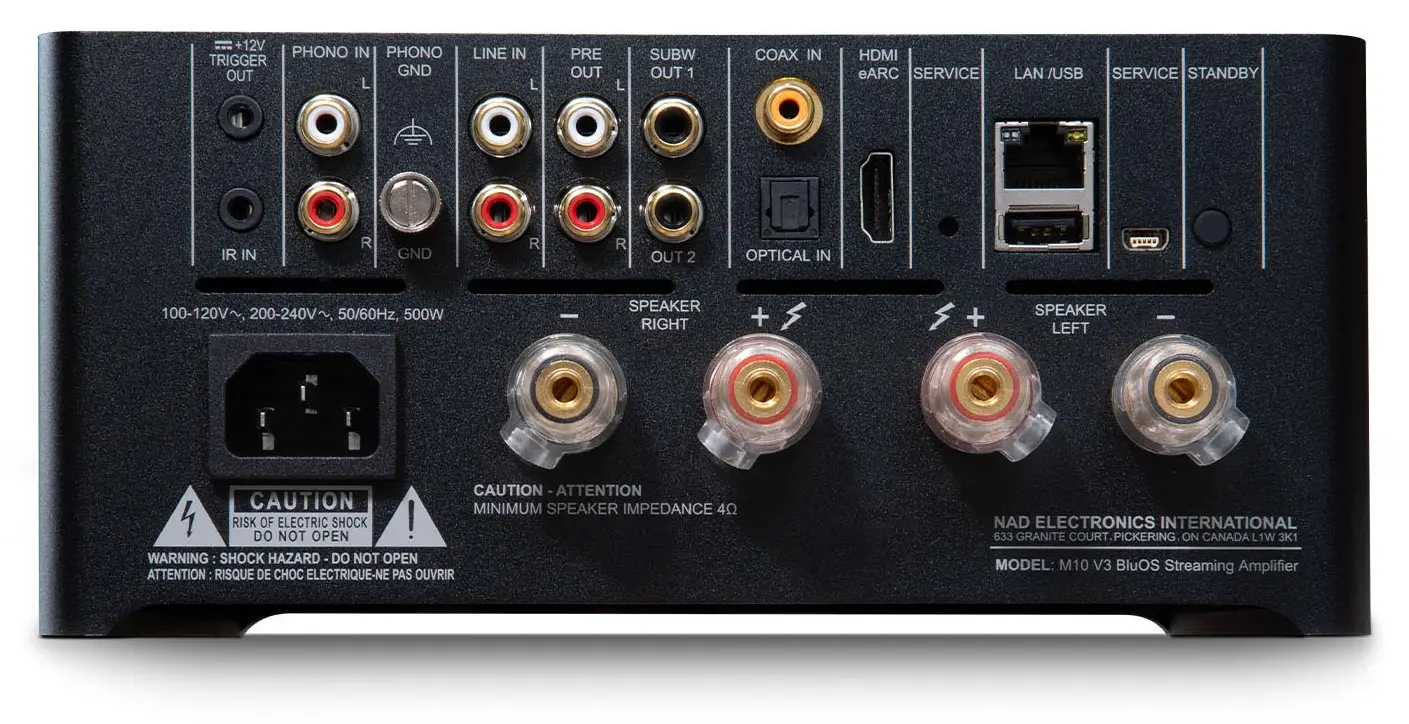 +12V
TRIGGER
OUT
IR IN
PHONO IN
L
R
PHONO
GND
GND
LINE IN
L
R
PRE
OUT
L
R
SUBW
OUT 1
OUT 2
COAX IN
OPTICAL IN
HDMI
eARC
SERVICE
LAN /USB
SERVICE
STANDBY
100-120V~, 200-240V~, 50/60Hz, 500W
–
SPEAKER
RIGHT
+
+
SPEAKER
LEFT
–
CAUTION
RISK OF ELECTRIC SHOCK
DO NOT OPEN
!
WARNING : SHOCK HAZARD - DO NOT OPEN
ATTENTION : RISQUE DE CHOC ELECTRIQUE-NE PAS OUVRIR
CAUTION - ATTENTION
MINIMUM SPEAKER IMPEDANCE 4Ω
NAD ELECTRONICS INTERNATIONAL
633 GRANITE COURT, PICKERING, ON CANADA L1W 3K1
MODEL: M10 V3 BluOS Streaming Amplifier